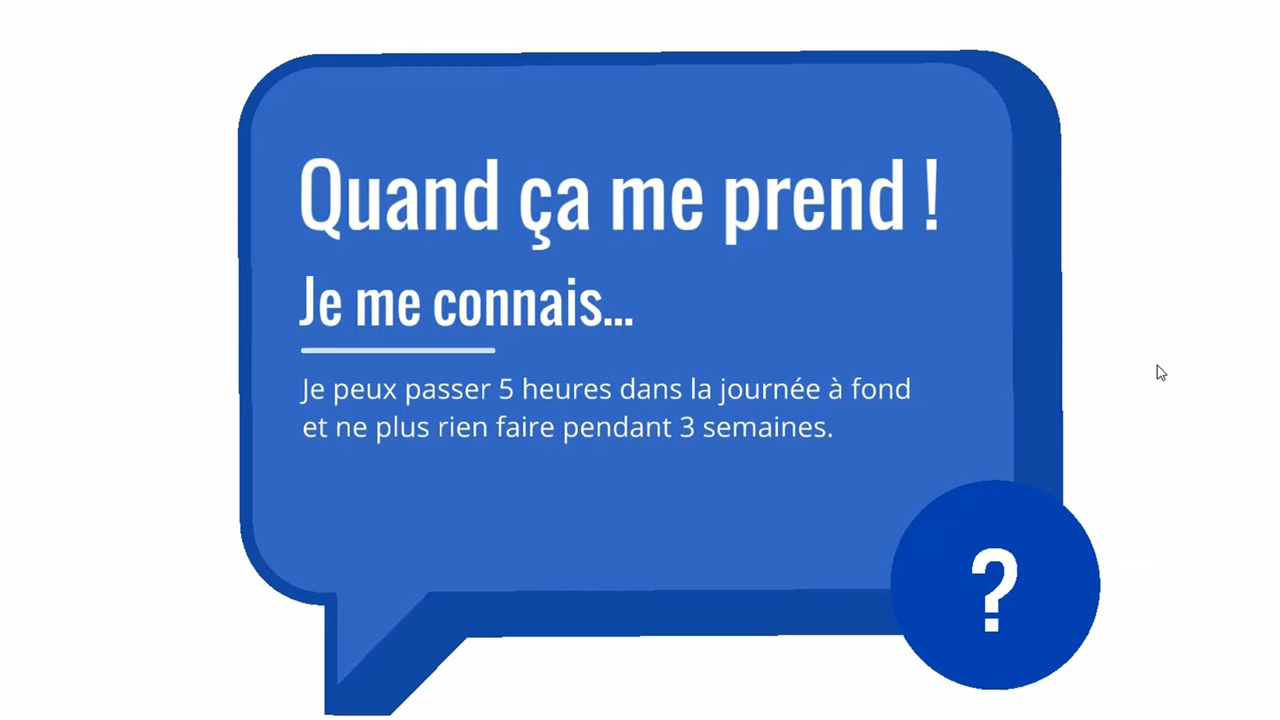 Quand ça me prend !
Je me connais...
Je peux passer 5 heures dans la journée à fond
et ne plus rien faire pendant 3 semaines.
?